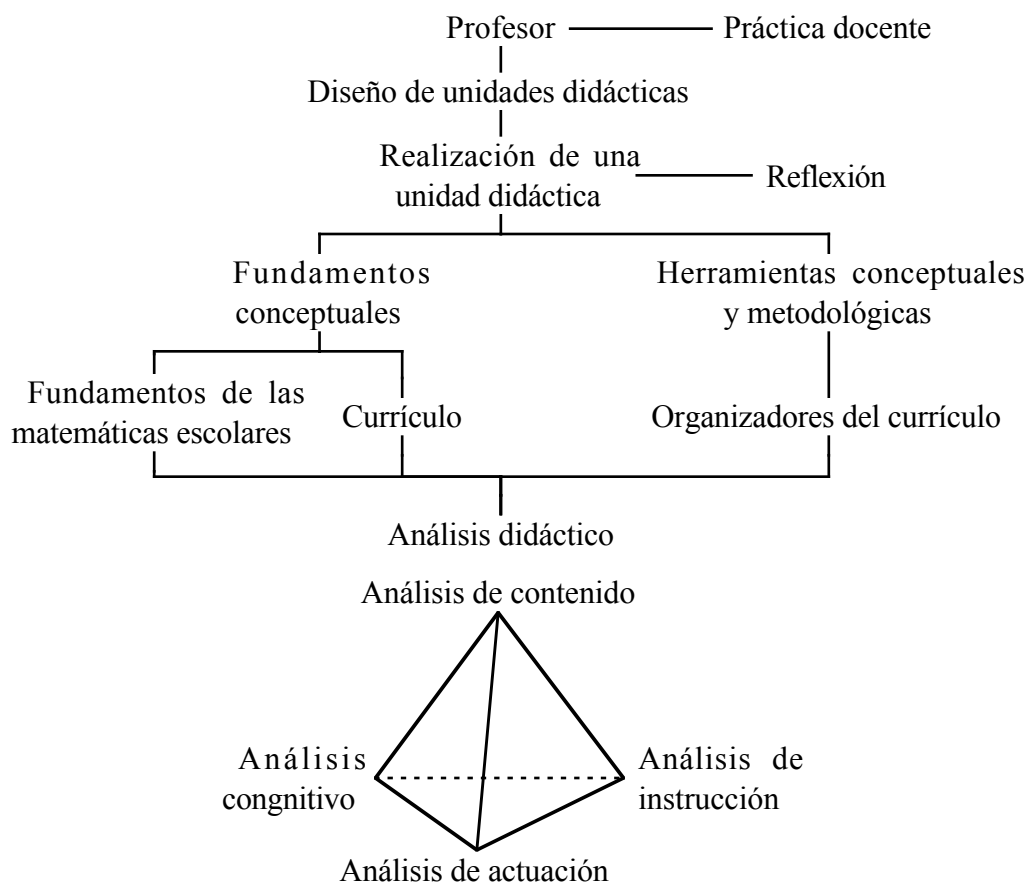 Profesor Práctica docente
Diseño de unidades didácticas
Realización de una
unidad didáctica
Reflexión
Fundamentos
conceptuales
Herramientas conceptuales
y metodológicas
Fundamentos de las
matemáticas escolares
Currículo
Organizadores del currículo
Análisis didáctico
Análisis de contenido
Análisis
congnitivo
Análisis de
instrucción
Análisis de actuación